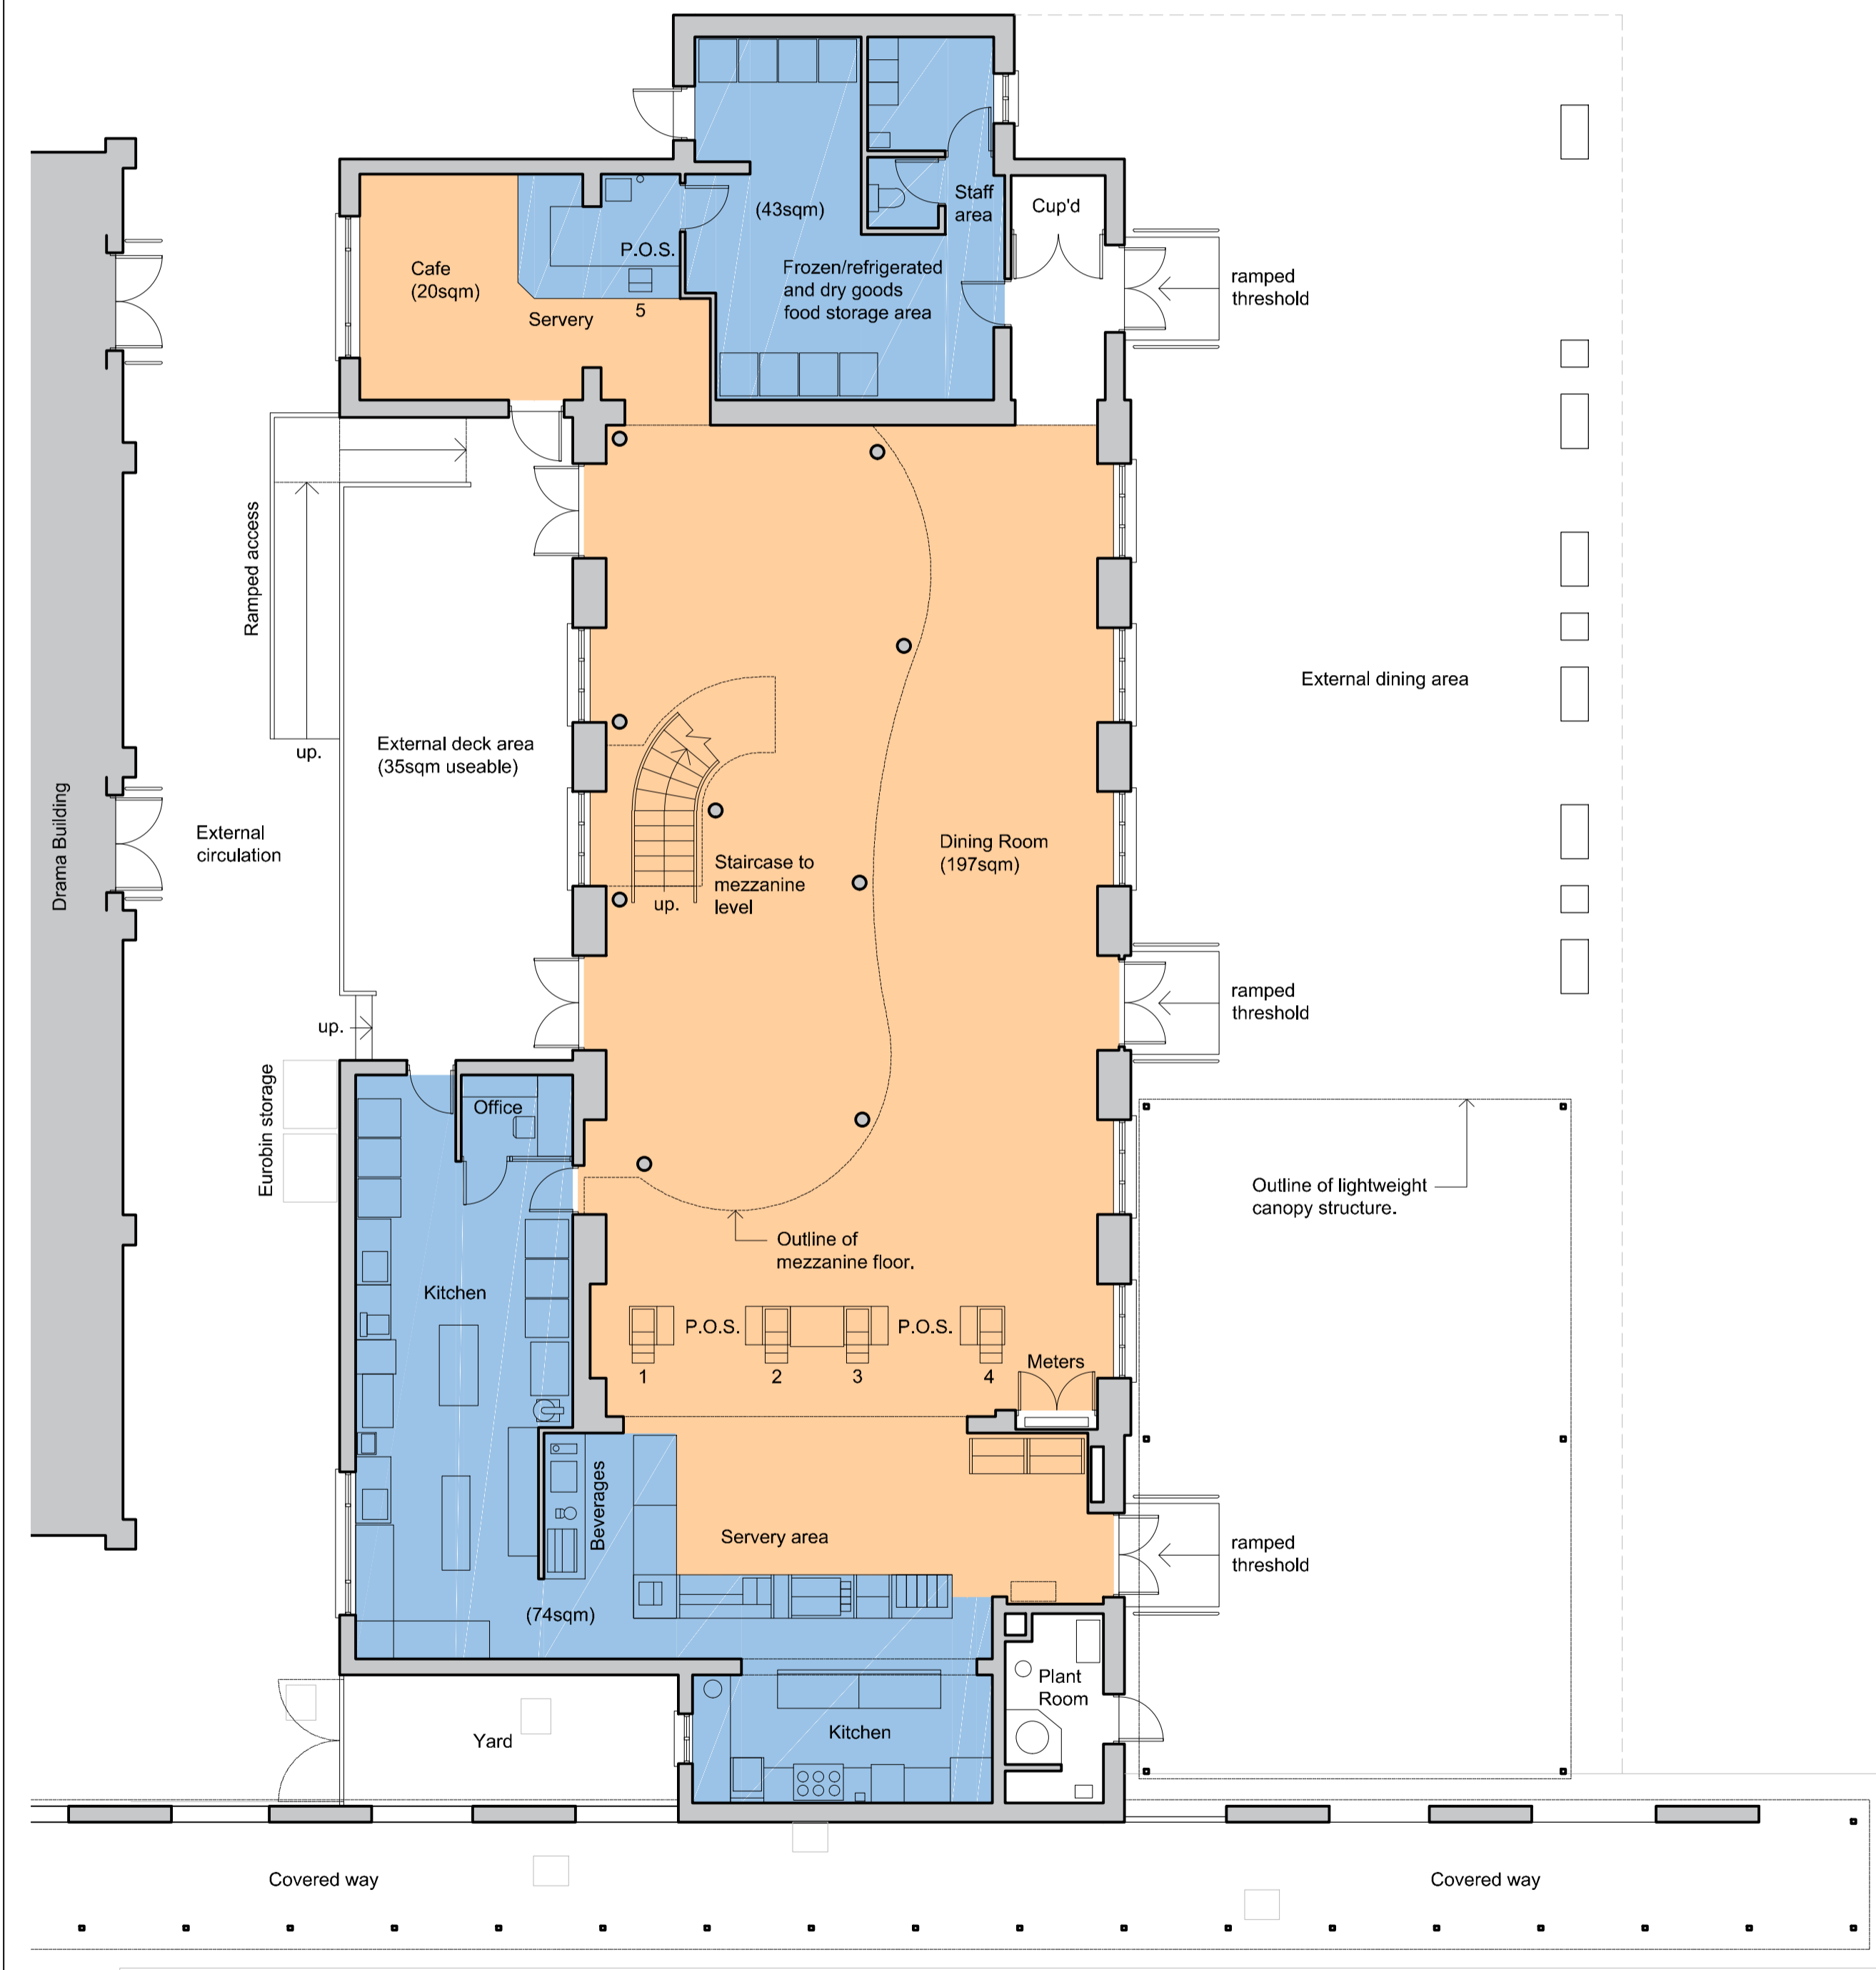 (43sqm)
Staff
area
Cup'd
P.O.S.
Cafe
(20sqm)
Frozen/refrigerated
and dry goods
food storage area
Servery
5
ramped
threshold
Ramped access
up.
External deck area
(35sqm useable)
External dining area
Drama Building
External
circulation
Dining Room
(197sqm)
Staircase to
mezzanine
level
up.
ramped
threshold
up.
Eurobin storage
Office
Outline of lightweight
canopy structure.
Outline of
mezzanine floor.
Kitchen
P.O.S.
P.O.S.
Meters
1
2
3
4
Beverages
Servery area
ramped
threshold
(74sqm)
Plant
Room
Yard
Kitchen
Covered way
Covered way